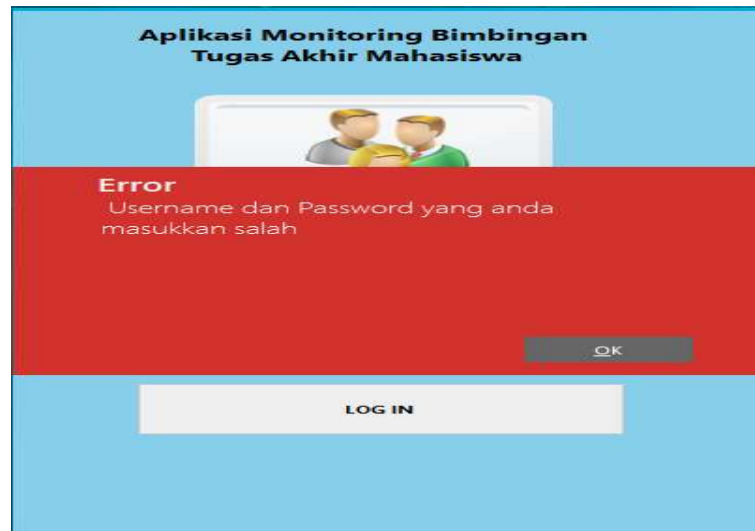 Aplikasi Monitoring Bimbingan
Tugas Akhir Mahasiswa
Error
Username dan Password yang anda
masukkan salah
OK
LOG IN